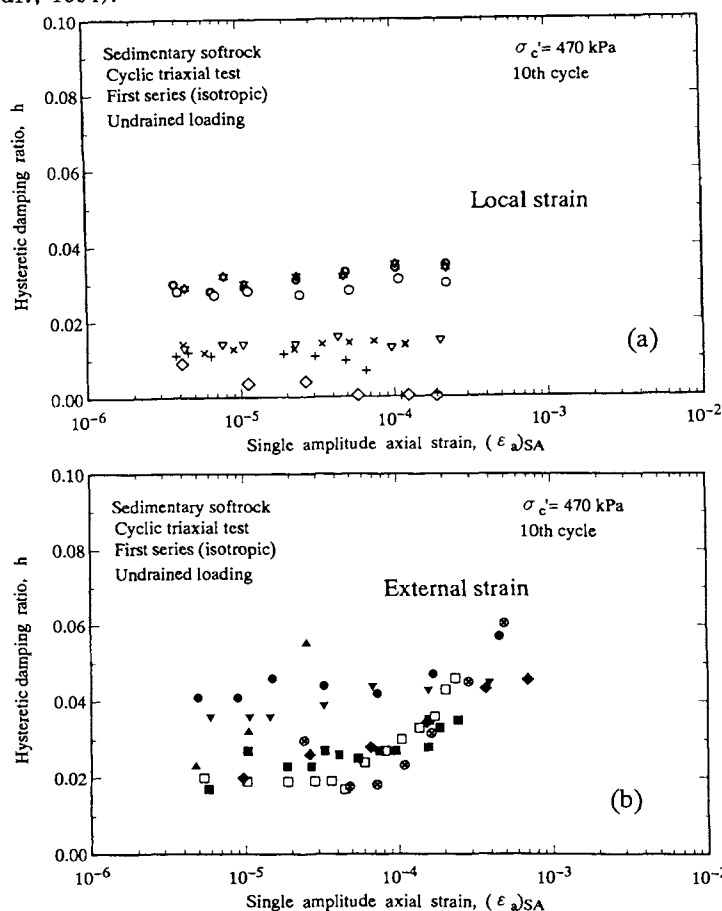 0.10
Sedimentary softrock
Cyclic triaxial test
First series (isotropic)
Undrained loading
σc'= 470 kPa
10th cycle
0.08
0.06
0.04
0.02
0.00
Hysteretic damping ratio, h
Local strain
(a)
10⁻⁶ 10⁻⁵ 10⁻⁴ 10⁻³ 10⁻²
Single amplitude axial strain, (εa)SA
0.10
Sedimentary softrock
Cyclic triaxial test
First series (isotropic)
Undrained loading
σc'= 470 kPa
10th cycle
0.08
0.06
0.04
0.02
0.00
Hysteretic damping ratio, h
External strain
(b)
10⁻⁶ 10⁻⁵ 10⁻⁴ 10⁻³ 10⁻²
Single amplitude axial strain, (εa)SA